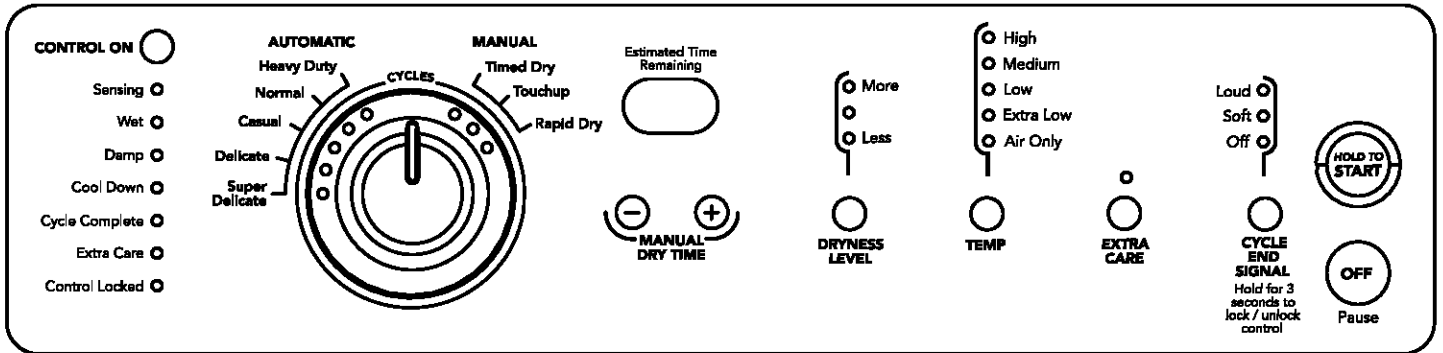 CONTROL ON
Sensing
Wet
Damp
Cool Down
Cycle Complete
Extra Care
Control Locked
AUTOMATIC
Heavy Duty
Normal
Casual
Delicate
Super
Delicate
CYCLES
MANUAL
Timed Dry
Touchup
Rapid Dry
Estimated Time
Remaining
− +
MANUAL
DRY TIME
More
Less
DRYNESS
LEVEL
High
Medium
Low
Extra Low
Air Only
TEMP
EXTRA
CARE
Loud
Soft
Off
CYCLE
END
SIGNAL
Hold for 3
seconds to
lock / unlock
control
HOLD TO
START
OFF
Pause